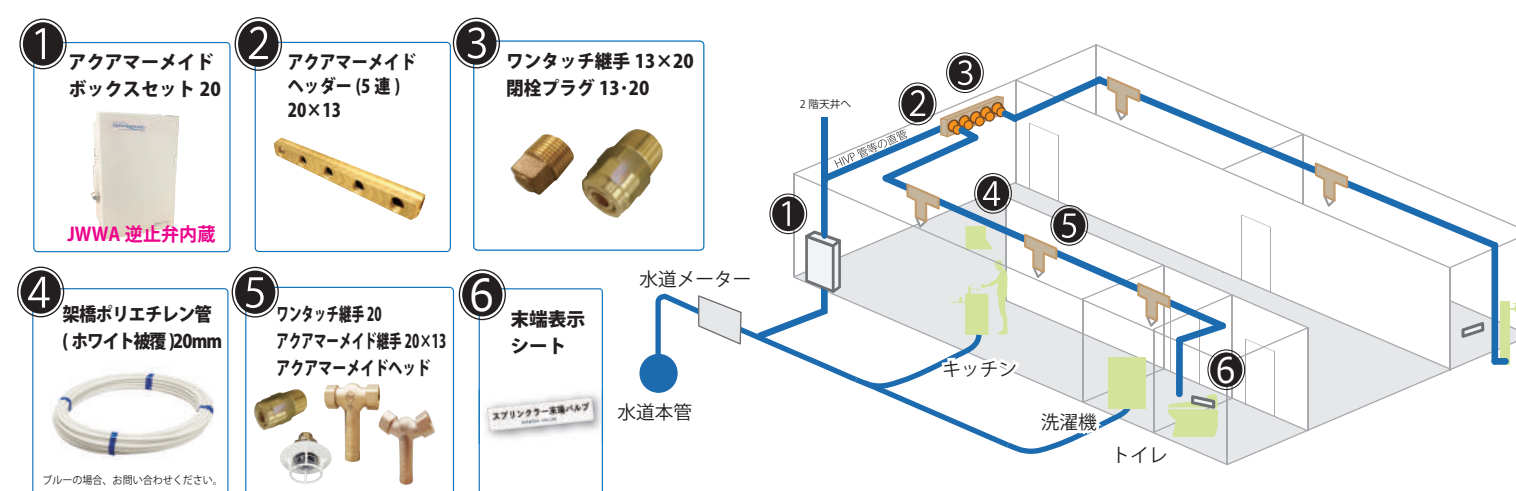 1
アクアマーメイド
ボックスセット 20
JWWA 逆止弁内蔵
2
アクアマーメイド
ヘッダー (5 連 )
20×13
3
ワンタッチ継手 13×20
閉栓プラグ 13･20
4
架橋ポリエチレン管
( ホワイト被覆 )20mm
ブルーの場合、お問い合わせください。
5
ワンタッチ継手 20
アクアマーメイド継手 20×13
アクアマーメイドヘッド
6
末端表示
シート
スプリンクラー末端バルブ
2 階天井へ
HIVP 管等の直管
1
2
3
4
5
6
水道メーター
水道本管
キッチン
洗濯機
トイレ